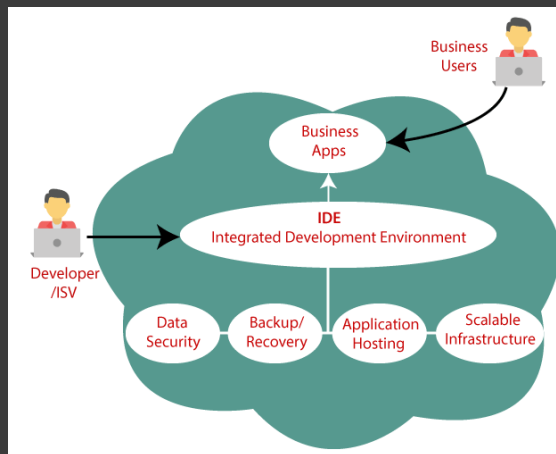 Business
Users
Business
Apps
IDE
Integrated Development Environment
Developer
/ISV
Data
Security
Backup/
Recovery
Application
Hosting
Scalable
Infrastructure